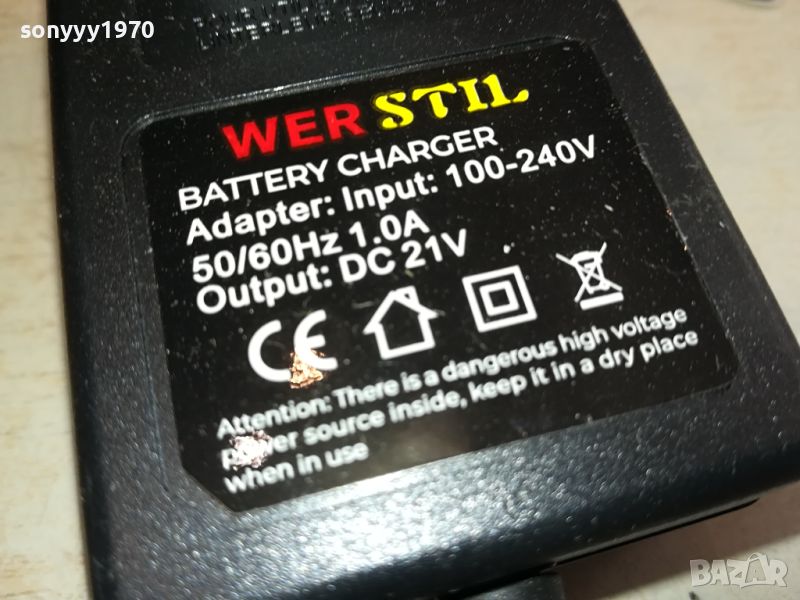 sonyyy1970
WER STIL
BATTERY CHARGER
Adapter: Input: 100-240V
50/60Hz 1.0A
Output: DC 21V
CE
Attention: There is a dangerous high voltage
power source inside, keep it in a dry place
when in use
BAZAR